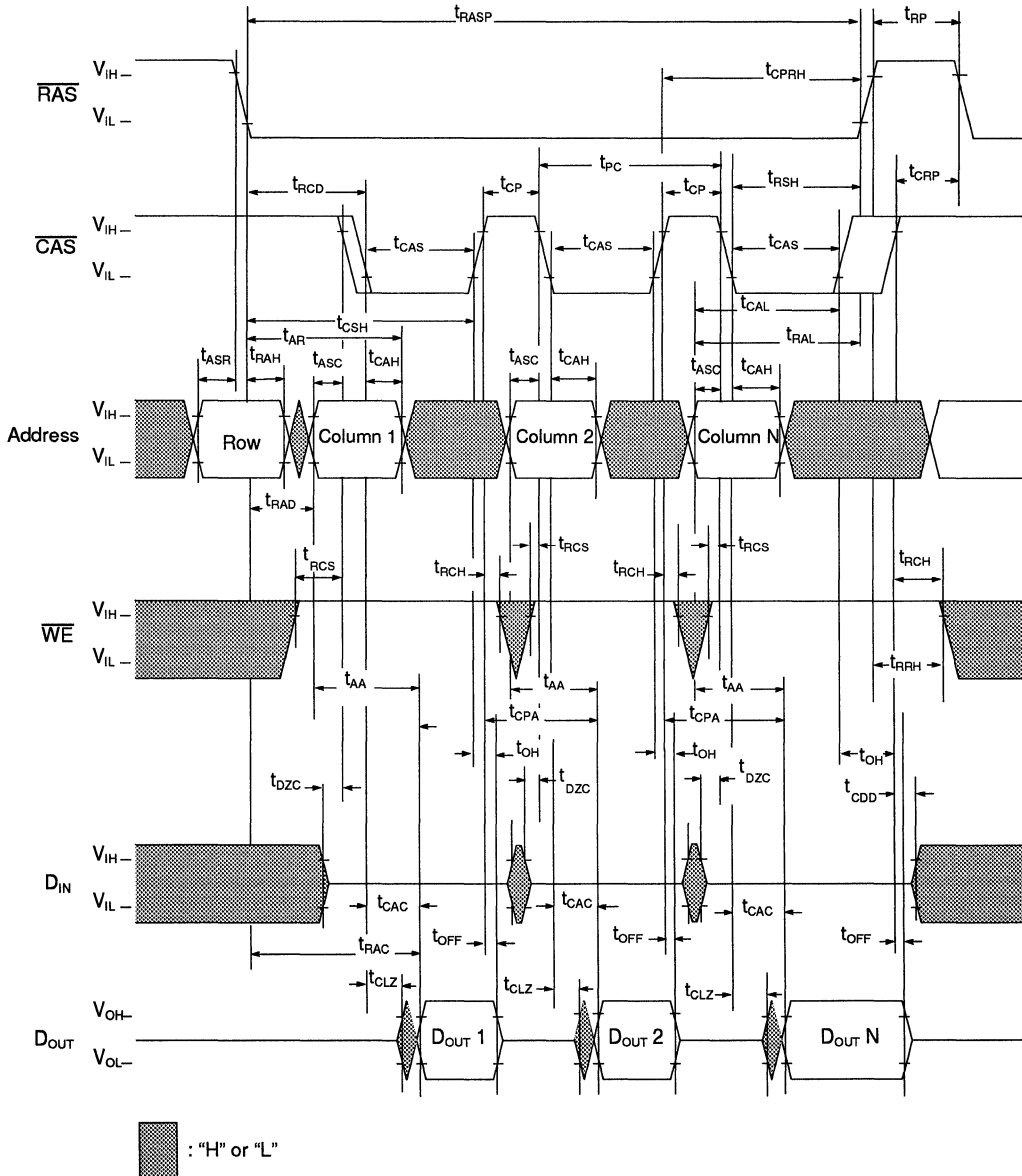 tRASP
tRP
VIH
RAS
VIL
tCPRH
tPC
tRCD
tCP
tCP
tRSH
tCRP
VIH
CAS
VIL
tCAS
tCAS
tCAS
tCSH
tCAL
tAR
tRAL
tASR
tRAH
tASC
tCAH
tASC
tCAH
tASC
tCAH
VIH
Address
VIL
Row
Column 1
Column 2
Column N
tRAD
tRCS
tRCH
tRCS
tRCH
tRCS
tRCH
VIH
WE
VIL
tAA
tAA
tAA
tRRH
tCPA
tCPA
tOH
tOH
tOH
tDZC
tDZC
tDZC
tCDD
VIH
DIN
VIL
tCAC
tCAC
tCAC
tRAC
tOFF
tOFF
tOFF
tCLZ
tCLZ
tCLZ
VOH
DOUT
VOL
DOUT 1
DOUT 2
DOUT N
: “H” or “L”